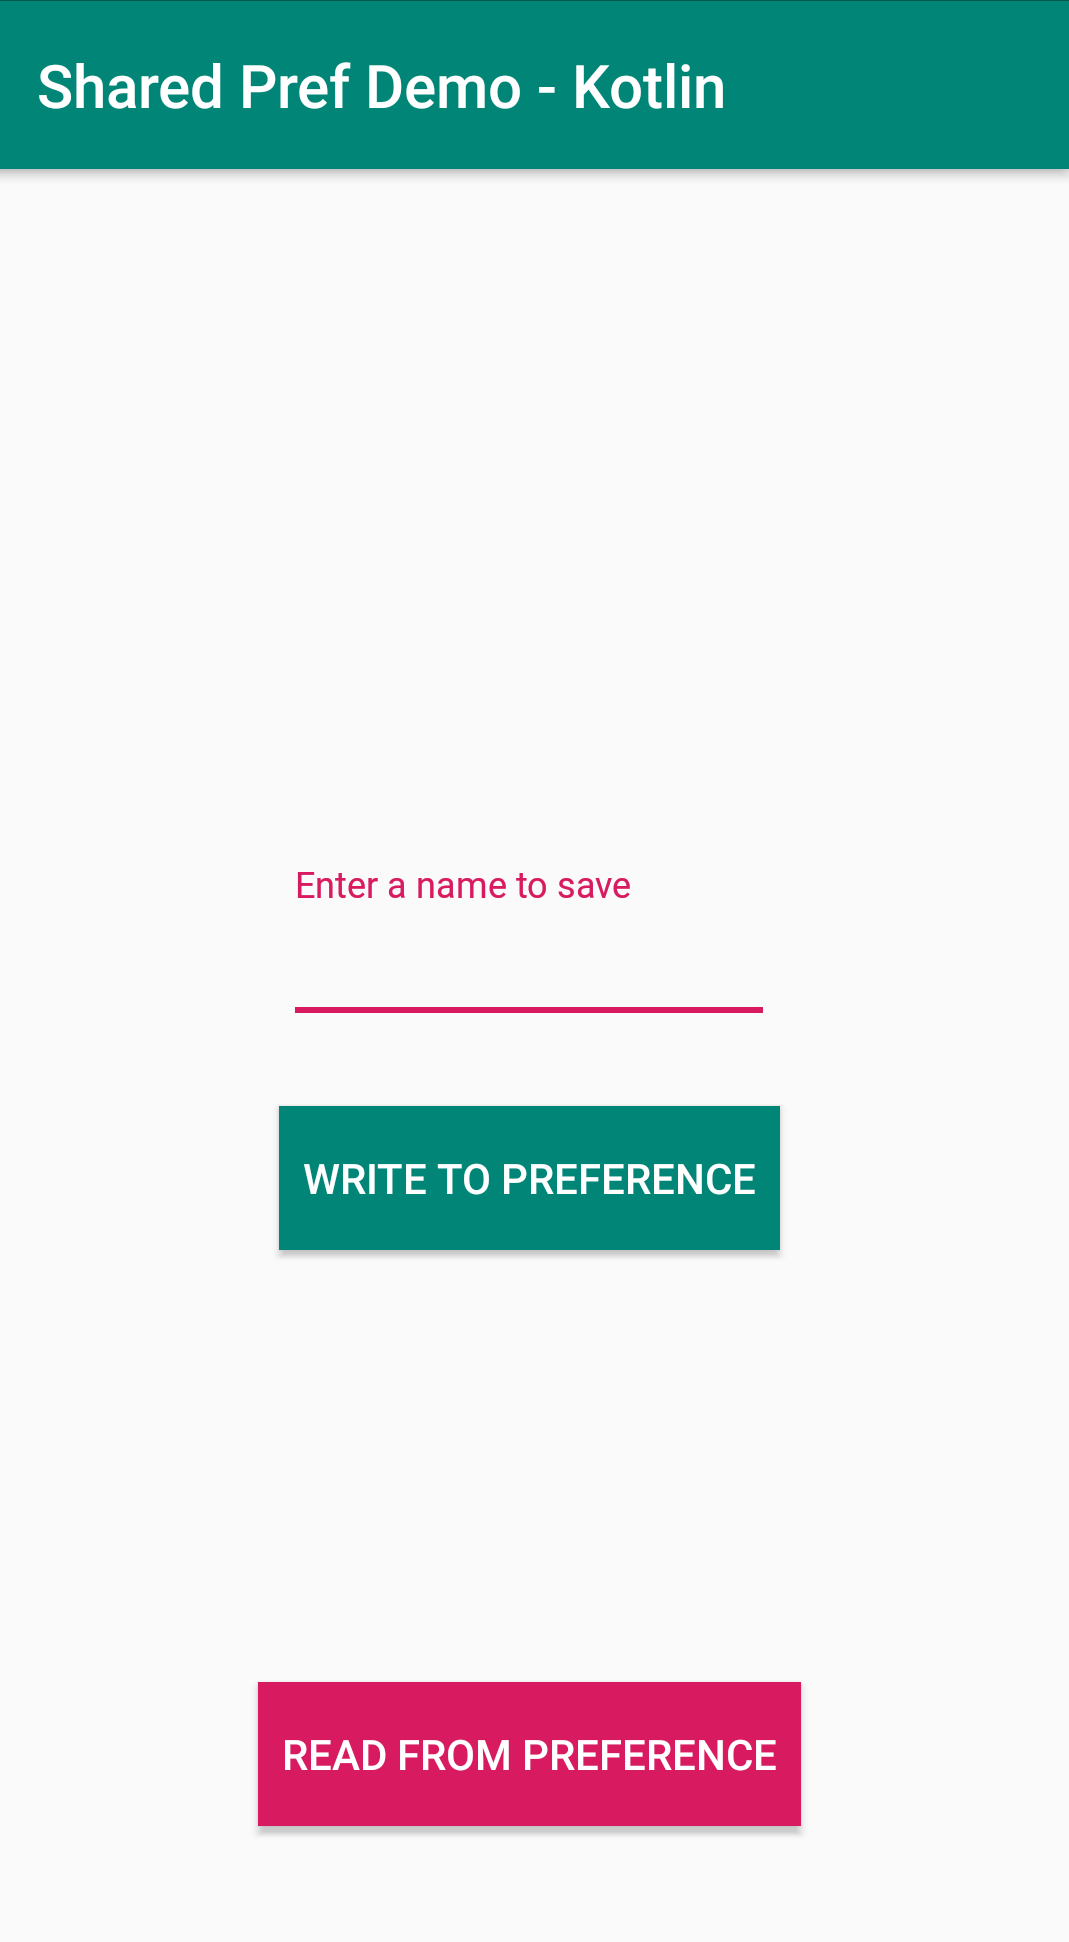 Shared Pref Demo - Kotlin
Enter a name to save
WRITE TO PREFERENCE
READ FROM PREFERENCE